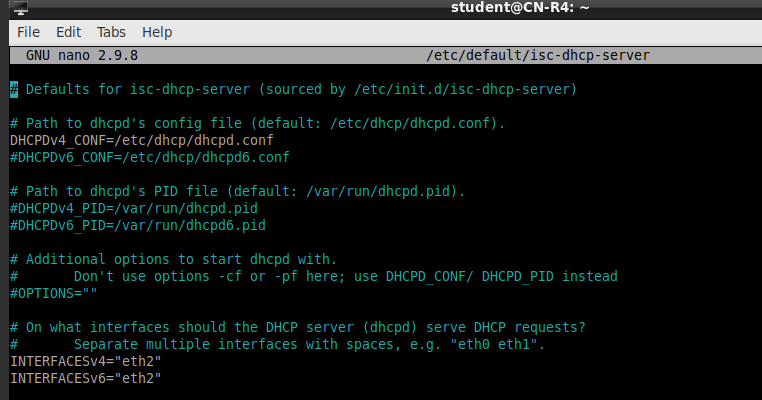 student@CN-R4: ~
File Edit Tabs Help
GNU nano 2.9.8 /etc/default/isc-dhcp-server
# Defaults for isc-dhcp-server (sourced by /etc/init.d/isc-dhcp-server)
# Path to dhcpd's config file (default: /etc/dhcp/dhcpd.conf).
DHCPDv4_CONF=/etc/dhcp/dhcpd.conf
#DHCPDv6_CONF=/etc/dhcp/dhcpd6.conf
# Path to dhcpd's PID file (default: /var/run/dhcpd.pid).
#DHCPDv4_PID=/var/run/dhcpd.pid
#DHCPDv6_PID=/var/run/dhcpd6.pid
# Additional options to start dhcpd with.
#       Don't use options -cf or -pf here; use DHCPD_CONF/ DHCPD_PID instead
#OPTIONS=""
# On what interfaces should the DHCP server (dhcpd) serve DHCP requests?
#       Separate multiple interfaces with spaces, e.g. "eth0 eth1".
INTERFACESv4="eth2"
INTERFACESv6="eth2"